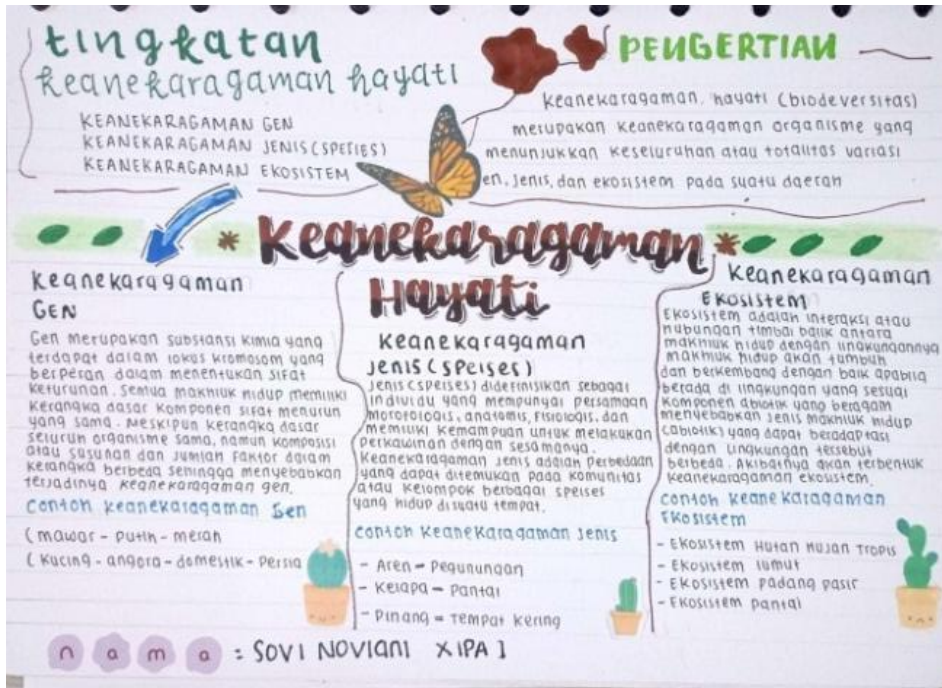 tingkatan
keanekaragaman hayati
KEANEKARAGAMAN GEN
KEANEKARAGAMAN JENIS (SPERIES)
KEANEKARAGAMAN EKOSISTEM
PENGERTIAN
Keanekaragaman, hayati (biodeversitas)
merupakan keanekaragaman organisme yang
menunjukkan keseluruhan atau totalitas variasi
en, jenis, dan ekosistem pada suatu daerah
Keanekaragaman
Hayati
Keanekaragaman
GEN
Gen merupakan substansi kimia yang
terdapat dalam lokus kromosom yang
berperan dalam menentukan sifat
keturunan. Semua makhluk hidup memiliki
kerangka dasar komponen sifat menurun
yang sama. Meskipun kerangka dasar
seluruh organisme sama, namun komposisi
atau susunan dan jumlah faktor dalam
kerangka berbeda sehingga menyebabkan
terjadinya keanekaragaman gen.
Contoh keanekaragaman Gen
(mawar - putih - merah
(Kucing - angora - domestik - Persia
Keanekaragaman
Jenis (Speises)
Jenis (speises) didefinisikan sebagai
individu yang mempunyai persamaan
morofologis, anatomis, fisiologis, dan
memiliki kemampuan untuk melakukan
perkawinan dengan sesamanya.
Keanekaragaman jenis adalah Perbedaan
yang dapat ditemukan pada komunitas
atau kelompok berbagai speises
yang hidup disuatu tempat.
contoh keanekaragaman Jenis
- Aren = Pegunungan
- Kelapa = Pantai
- Pinang = Tempat Kering
Keanekaragaman
Ekosistem
Ekosistem adalah interaksi atau
hubungan timbal balik antara
makhluk hidup dengan lingkungannya
makhluk hidup akan tumbuh
dan berkembang dengan baik apabila
berada di lingkungan yang sesuai
komponen abiotik yang beragam
menyebabkan jenis makhluk hidup
(abiotik) yang dapat beradaptasi
dengan lingkungan tersebut
berbeda. Akibatnya akan terbentuk
keanekaragaman ekosistem.
contoh keanekaragaman
Ekosistem
- Ekosistem Hutan Hujan Tropis
- Ekosistem lumut
- Ekosistem padang pasir
- Ekosistem pantai
nama : SOVI NOVIANI X IPA 1